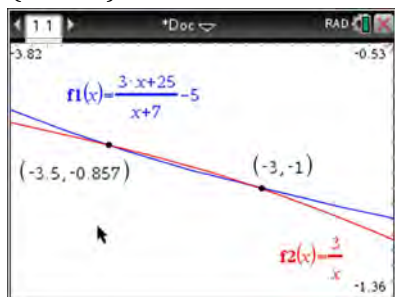 1.1 *Doc RAD
-3.82 -0.53
f1(x)=(3·x+25)/(x+7)-5
(-3.5,-0.857) (-3,-1)
f2(x)=3/x
-1.36